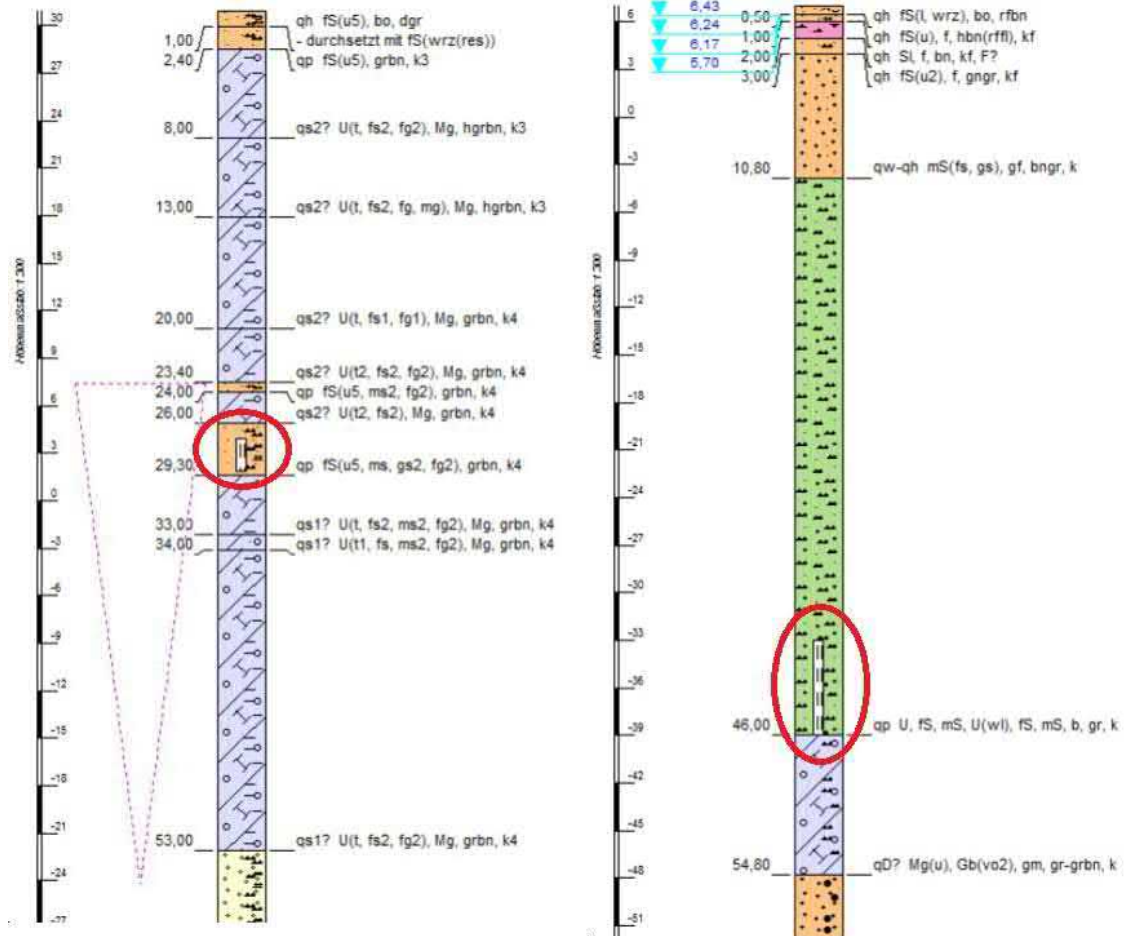 30
27
24
21
18
15
12
9
6
3
0
-3
-6
-9
-12
-15
-18
-21
-24
-27
1,00 qh fS(u5), bo, dgr
- durchsetzt mit fS(wrz(res))
2,40 qp fS(u5), grbn, k3
8,00 qs2? U(t, fs2, fg2), Mg, hgrbn, k3
13,00 qs2? U(t, fs2, fg, mg), Mg, hgrbn, k3
20,00 qs2? U(t, fs1, fg1), Mg, grbn, k4
23,40 qs2? U(t2, fs2, fg2), Mg, grbn, k4
24,00 qp fS(u5, ms2, fg2), grbn, k4
26,00 qs2? U(t2, fs2), Mg, grbn, k4
29,30 qp fS(u5, ms, gs2, fg2), grbn, k4
33,00 qs1? U(t, fs2, ms2, fg2), Mg, grbn, k4
34,00 qs1? U(t1, fs, ms2, fg2), Mg, grbn, k4
53,00 qs1? U(t, fs2, fg2), Mg, grbn, k4
6
3
0
-3
-6
-9
-12
-15
-18
-21
-24
-27
-30
-33
-36
-39
-42
-45
-48
-51
6,43
6,24
6,17
5,70
0,50 qh fS(l, wrz), bo, rfbn
1,00 qh fS(u), f, hbn(rffl), kf
2,00 qh Sl, f, bn, kf, F?
3,00 qh fS(u2), f, gngr, kf
10,80 qw-qh mS(fs, gs), gf, bngr, k
46,00 qp U, fS, mS, U(wl), fS, mS, b, gr, k
54,80 qD? Mg(u), Gb(vo2), gm, gr-grbn, k